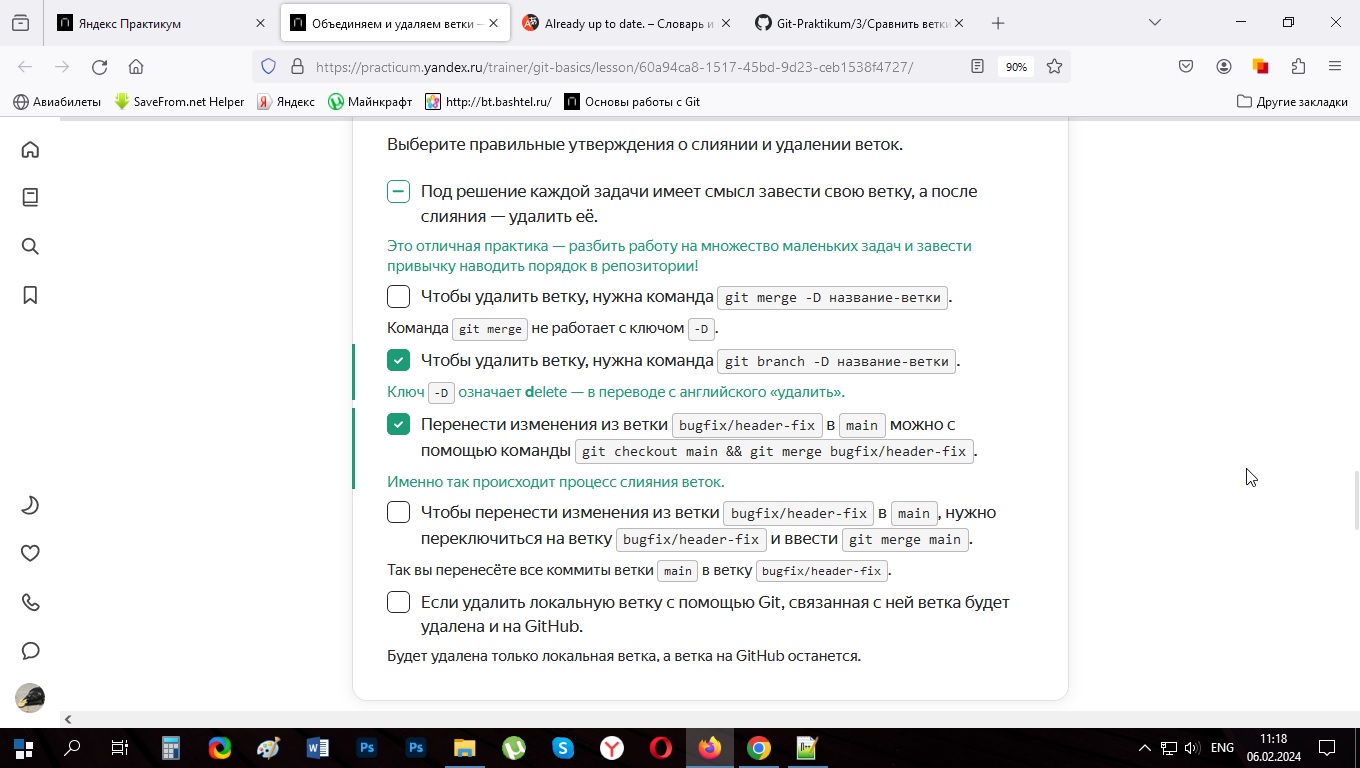 Яндекс Практикум
Объединяем и удаляем ветки —
Already up to date. – Словарь и
Git-Praktikum/3/Сравнить ветки
https://practicum.yandex.ru/trainer/git-basics/lesson/60a94ca8-1517-45bd-9d23-ceb1538f4727/
90%
Авиабилеты
SaveFrom.net Helper
Яндекс
Майнкрафт
http://bt.bashtel.ru/
Основы работы с Git
Другие закладки
Выберите правильные утверждения о слиянии и удалении веток.
Под решение каждой задачи имеет смысл завести свою ветку, а после
слияния — удалить её.
Это отличная практика — разбить работу на множество маленьких задач и завести
привычку наводить порядок в репозитории!
Чтобы удалить ветку, нужна команда git merge -D название-ветки.
Команда git merge не работает с ключом -D.
Чтобы удалить ветку, нужна команда git branch -D название-ветки.
Ключ -D означает delete — в переводе с английского «удалить».
Перенести изменения из ветки bugfix/header-fix в main можно с
помощью команды git checkout main && git merge bugfix/header-fix.
Именно так происходит процесс слияния веток.
Чтобы перенести изменения из ветки bugfix/header-fix в main, нужно
переключиться на ветку bugfix/header-fix и ввести git merge main.
Так вы перенесёте все коммиты ветки main в ветку bugfix/header-fix.
Если удалить локальную ветку с помощью Git, связанная с ней ветка будет
удалена и на GitHub.
Будет удалена только локальная ветка, а ветка на GitHub останется.
ENG
11:18
06.02.2024